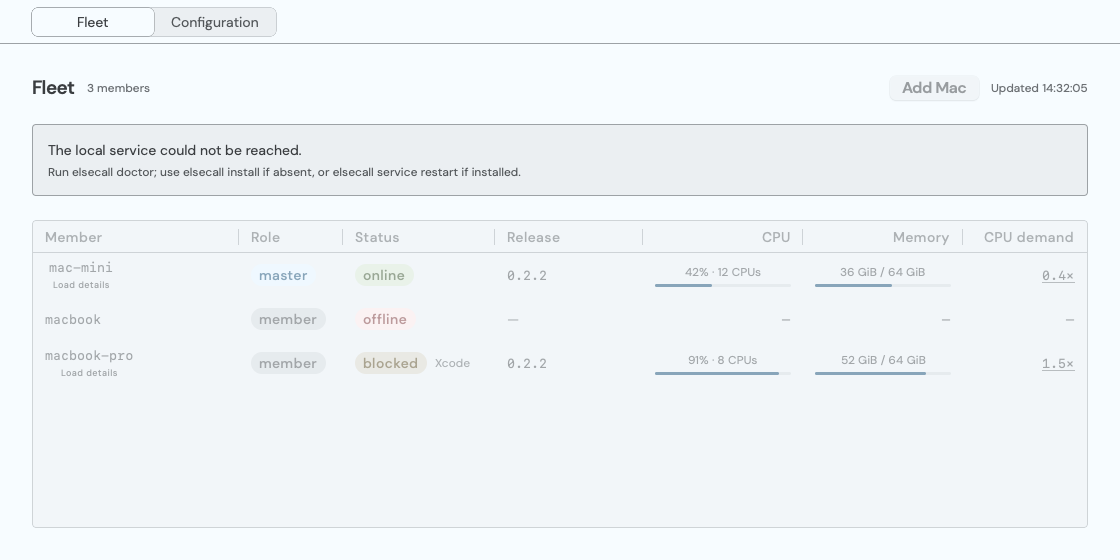 Fleet Configuration
Fleet 3 members Add Mac Updated 14:32:05
The local service could not be reached.
Run elsecall doctor; use elsecall install if absent, or elsecall service restart if installed.
Member Role Status Release CPU Memory CPU demand
mac-mini master online 0.2.2 42% · 12 CPUs 36 GiB / 64 GiB 0.4×
Load details
macbook member offline — — — —
macbook-pro member blocked Xcode 0.2.2 91% · 8 CPUs 52 GiB / 64 GiB 1.5×
Load details